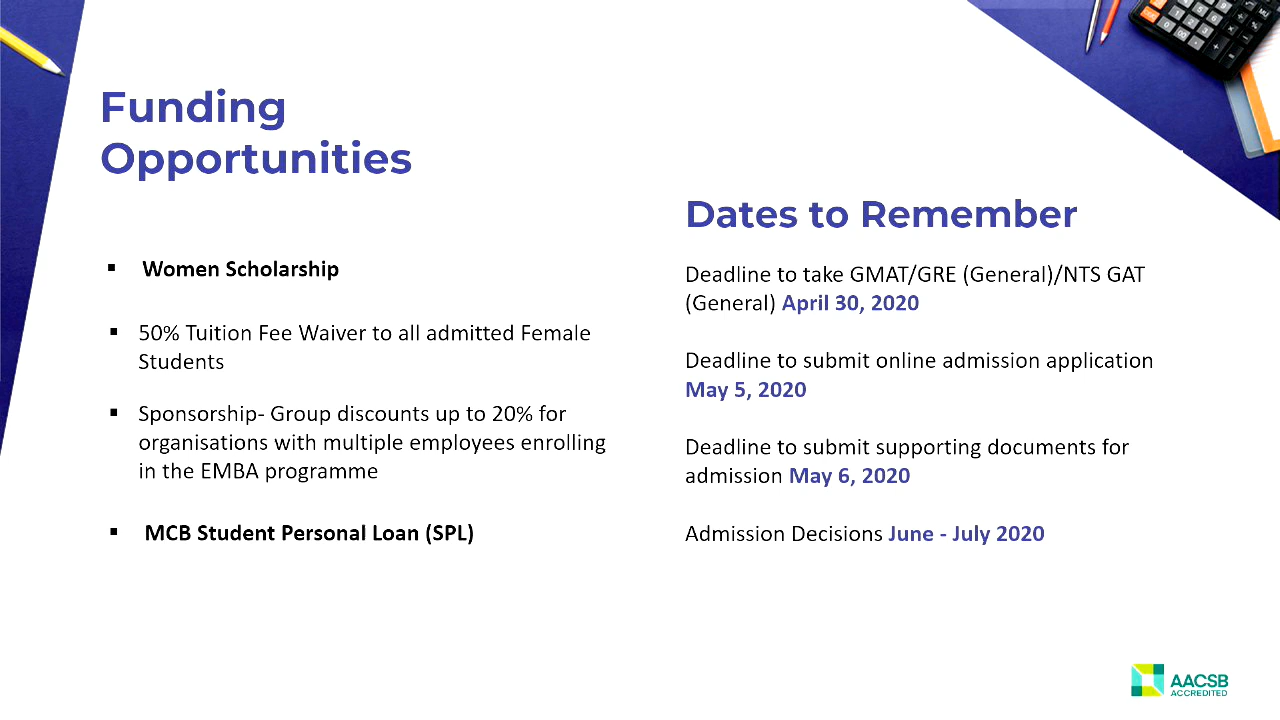 Funding
Opportunities
▪ Women Scholarship
▪ 50% Tuition Fee Waiver to all admitted Female
Students
▪ Sponsorship- Group discounts up to 20% for
organisations with multiple employees enrolling
in the EMBA programme
▪ MCB Student Personal Loan (SPL)
Dates to Remember
Deadline to take GMAT/GRE (General)/NTS GAT
(General) April 30, 2020
Deadline to submit online admission application
May 5, 2020
Deadline to submit supporting documents for
admission May 6, 2020
Admission Decisions June - July 2020
AACSB
ACCREDITED